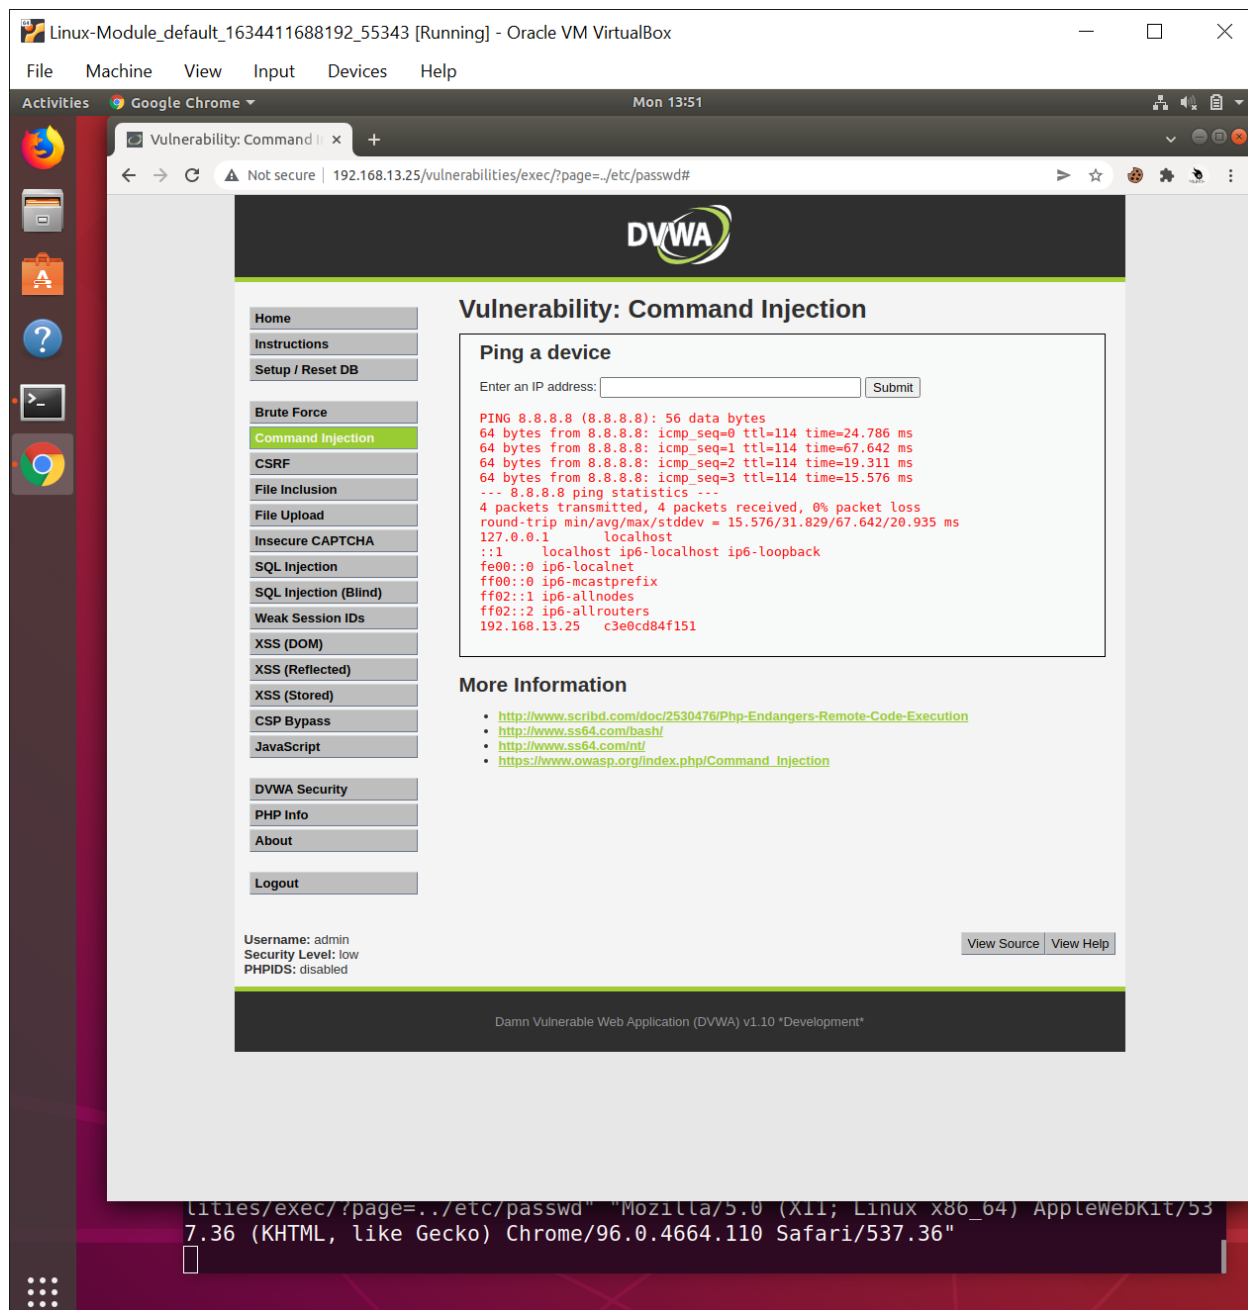 Linux-Module_default_1634411688192_55343 [Running] - Oracle VM VirtualBox
File Machine View Input Devices Help
Activities Google Chrome Mon 13:51
Vulnerability: Command I
Not secure 192.168.13.25/vulnerabilities/exec/?page=../etc/passwd#
DVWA
Home
Instructions
Setup / Reset DB
Brute Force
Command Injection
CSRF
File Inclusion
File Upload
Insecure CAPTCHA
SQL Injection
SQL Injection (Blind)
Weak Session IDs
XSS (DOM)
XSS (Reflected)
XSS (Stored)
CSP Bypass
JavaScript
DVWA Security
PHP Info
About
Logout
Vulnerability: Command Injection
Ping a device
Enter an IP address: Submit
PING 8.8.8.8 (8.8.8.8): 56 data bytes
64 bytes from 8.8.8.8: icmp_seq=0 ttl=114 time=24.786 ms
64 bytes from 8.8.8.8: icmp_seq=1 ttl=114 time=67.642 ms
64 bytes from 8.8.8.8: icmp_seq=2 ttl=114 time=19.311 ms
64 bytes from 8.8.8.8: icmp_seq=3 ttl=114 time=15.576 ms
--- 8.8.8.8 ping statistics ---
4 packets transmitted, 4 packets received, 0% packet loss
round-trip min/avg/max/stddev = 15.576/31.829/67.642/20.935 ms
127.0.0.1 localhost
::1 localhost ip6-localhost ip6-loopback
fe00::0 ip6-localnet
ff00::0 ip6-mcastprefix
ff02::1 ip6-allnodes
ff02::2 ip6-allrouters
192.168.13.25 c3e0cd84f151
More Information
http://www.scribd.com/doc/2530476/Php-Endangers-Remote-Code-Execution
http://www.ss64.com/bash/
http://www.ss64.com/nt/
https://www.owasp.org/index.php/Command_Injection
Username: admin
Security Level: low
PHPIDS: disabled
View Source View Help
Damn Vulnerable Web Application (DVWA) v1.10 *Development*
lities/exec/?page=../etc/passwd" "Mozilla/5.0 (X11; Linux x86_64) AppleWebKit/53
7.36 (KHTML, like Gecko) Chrome/96.0.4664.110 Safari/537.36"